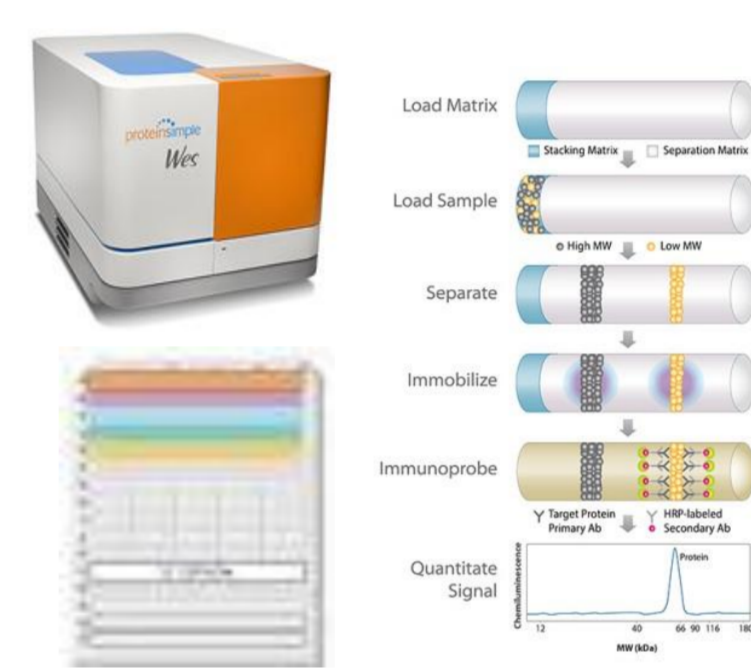 proteinsimple
Wes
Load Matrix
Stacking Matrix
Separation Matrix
Load Sample
High MW
Low MW
Separate
Immobilize
Immunoprobe
Target Protein
Primary Ab
HRP-labeled
Secondary Ab
Quantitate
Signal
Chemiluminescence
Protein
12 40 66 90 116 180
MW (kDa)